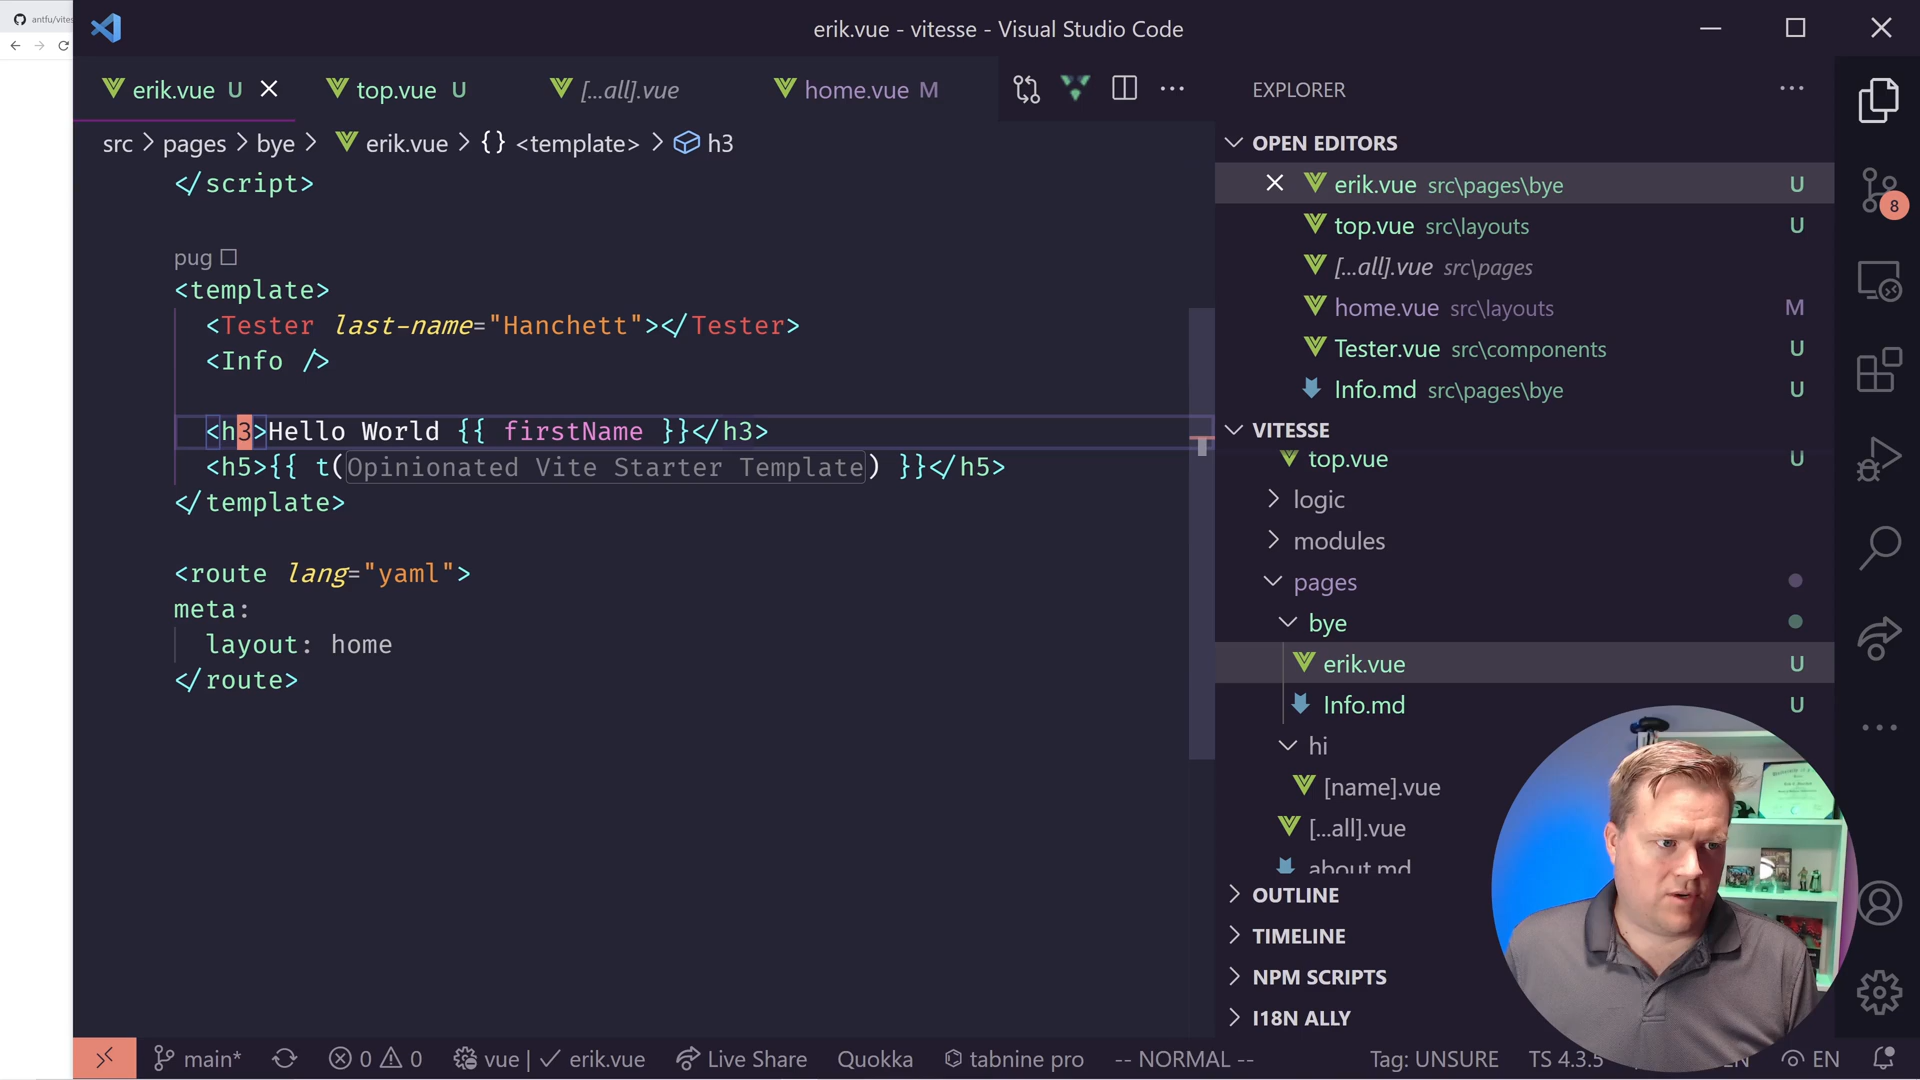 antfu/vites
erik.vue - vitesse - Visual Studio Code
erik.vue U
top.vue U
[...all].vue
home.vue M
src > pages > bye > erik.vue > {} <template> > h3
</script>
pug
<template>
<Tester last-name="Hanchett"></Tester>
<Info />
<h3>Hello World {{ firstName }}</h3>
<h5>{{ t(Opinionated Vite Starter Template) }}</h5>
</template>
<route lang="yaml">
meta:
layout: home
</route>
EXPLORER
OPEN EDITORS
erik.vue src\pages\bye U
top.vue src\layouts U
[...all].vue src\pages
home.vue src\layouts M
Tester.vue src\components U
Info.md src\pages\bye U
VITESSE
top.vue U
logic
modules
pages
bye
erik.vue U
Info.md U
hi
[name].vue
[...all].vue
about.md
OUTLINE
TIMELINE
NPM SCRIPTS
I18N ALLY
8
main* 0 0 vue | erik.vue Live Share Quokka tabnine pro -- NORMAL -- Tag: UNSURE TS 4.3.5 EN